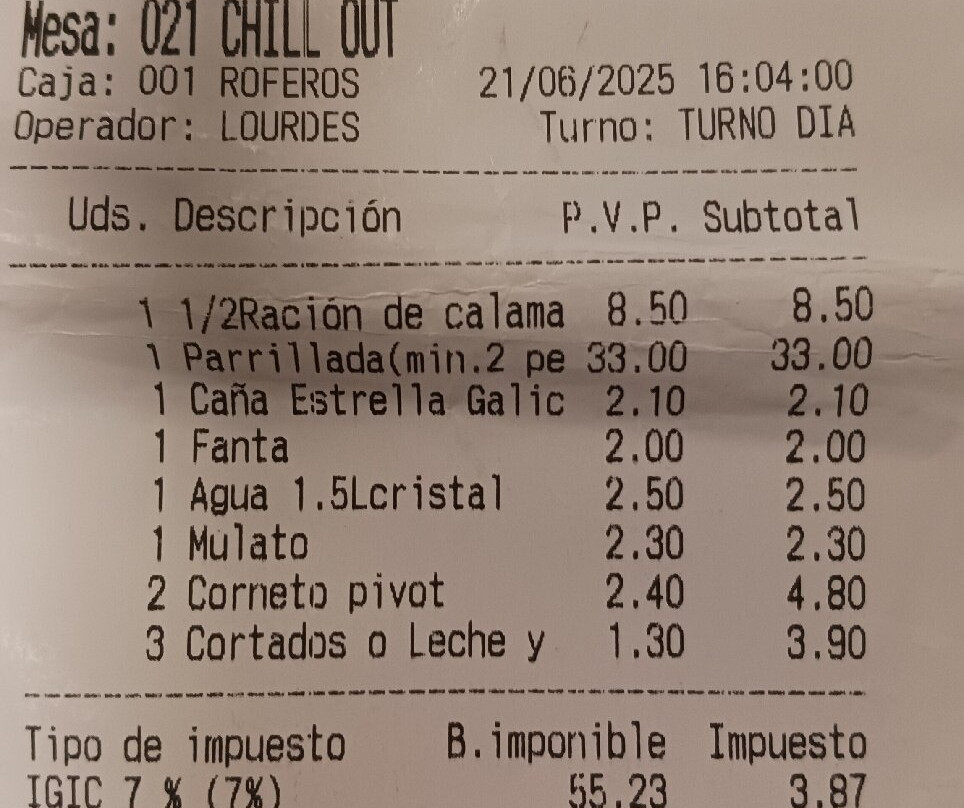 Mesa: 021 CHILL OUT
Caja: 001 ROFEROS 21/06/2025 16:04:00
Operador: LOURDES Turno: TURNO DIA
Uds. Descripción P.V.P. Subtotal
1 1/2Ración de calama 8.50 8.50
1 Parrillada(min.2 pe 33.00 33.00
1 Caña Estrella Galic 2.10 2.10
1 Fanta 2.00 2.00
1 Agua 1.5Lcristal 2.50 2.50
1 Mulato 2.30 2.30
2 Corneto pivot 2.40 4.80
3 Cortados o Leche y 1.30 3.90
Tipo de impuesto B.imponible Impuesto
IGIC 7 % (7%) 55.23 3.87